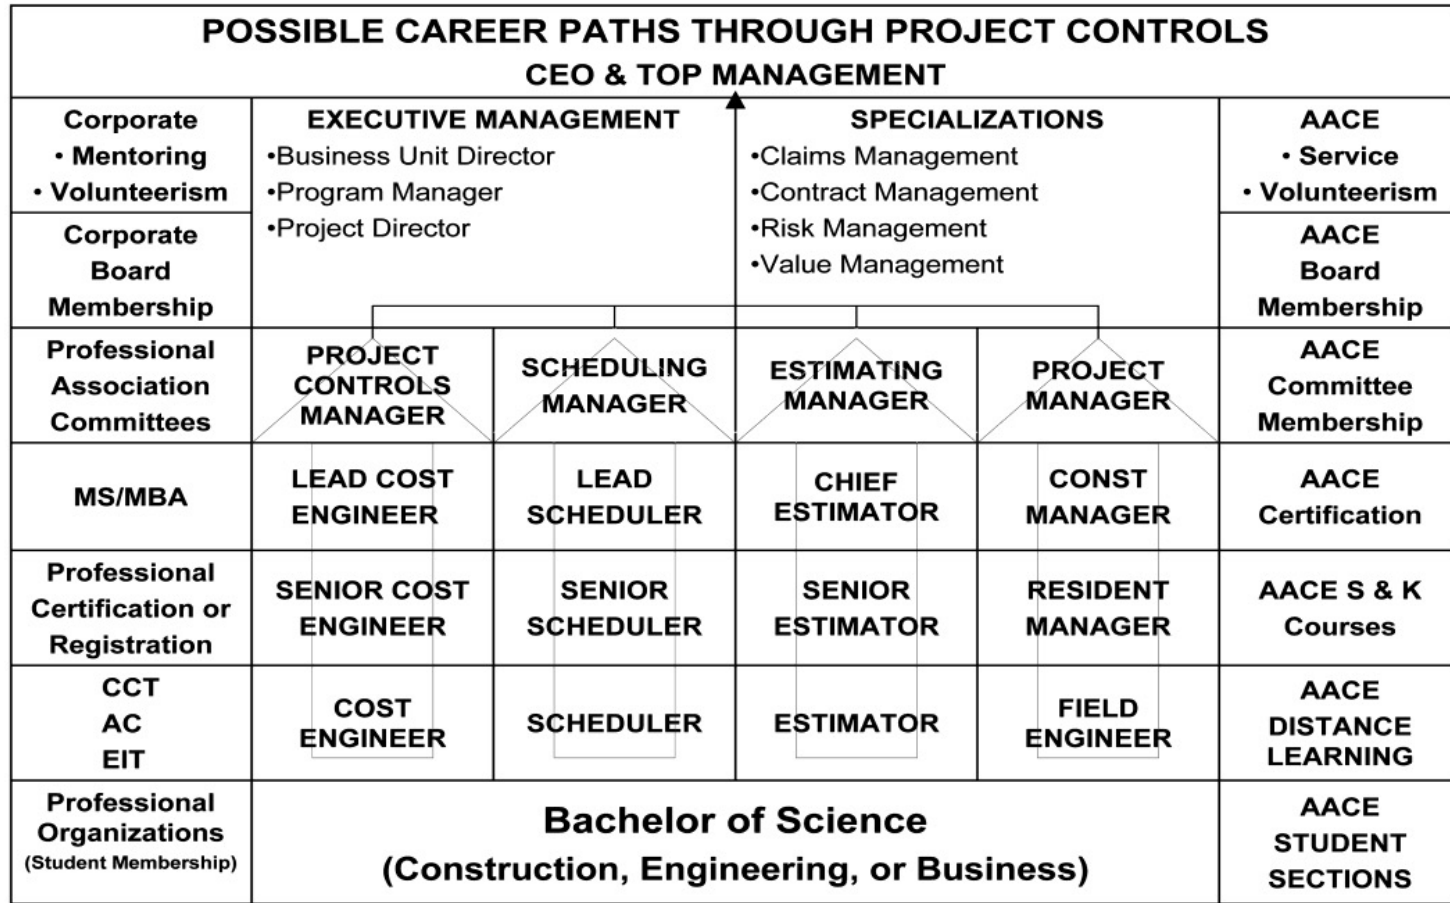 POSSIBLE CAREER PATHS THROUGH PROJECT CONTROLS
CEO & TOP MANAGEMENT
Corporate
• Mentoring
• Volunteerism
EXECUTIVE MANAGEMENT
•Business Unit Director
•Program Manager
•Project Director
SPECIALIZATIONS
•Claims Management
•Contract Management
•Risk Management
•Value Management
AACE
• Service
• Volunteerism
Corporate
Board
Membership
AACE
Board
Membership
Professional
Association
Committees
PROJECT
CONTROLS
MANAGER
SCHEDULING
MANAGER
ESTIMATING
MANAGER
PROJECT
MANAGER
AACE
Committee
Membership
MS/MBA
LEAD COST
ENGINEER
LEAD
SCHEDULER
CHIEF
ESTIMATOR
CONST
MANAGER
AACE
Certification
Professional
Certification or
Registration
SENIOR COST
ENGINEER
SENIOR
SCHEDULER
SENIOR
ESTIMATOR
RESIDENT
MANAGER
AACE S & K
Courses
CCT
AC
EIT
COST
ENGINEER
SCHEDULER
ESTIMATOR
FIELD
ENGINEER
AACE
DISTANCE
LEARNING
Professional
Organizations
(Student Membership)
Bachelor of Science
(Construction, Engineering, or Business)
AACE
STUDENT
SECTIONS